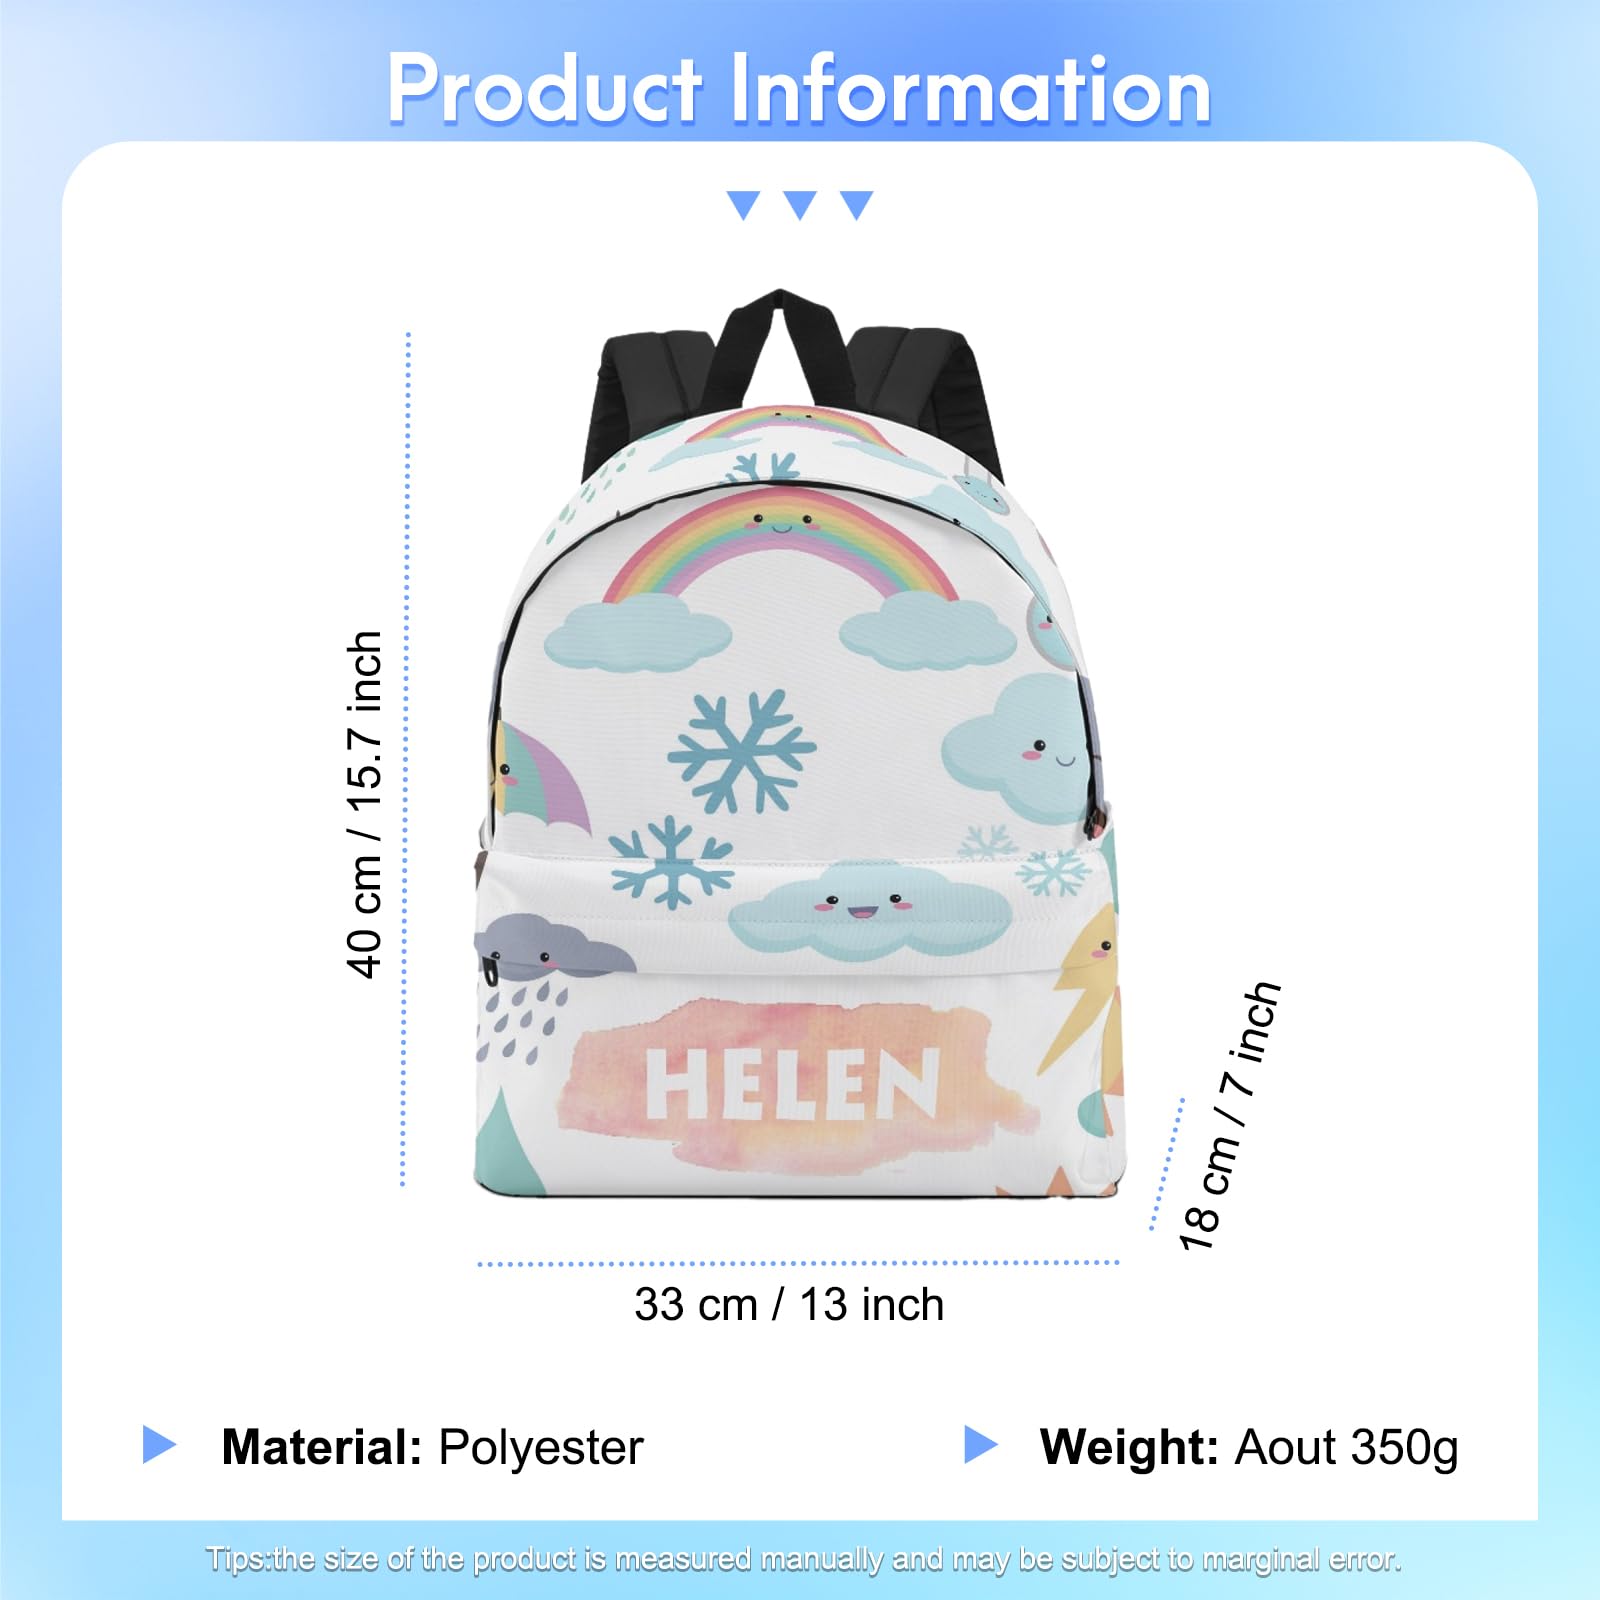 Product Information
40 cm / 15.7 inch
HELEN
18 cm / 7 inch
33 cm / 13 inch
Material: Polyester
Weight: Aout 350g
Tips:the size of the product is measured manually and may be subject to marginal error.